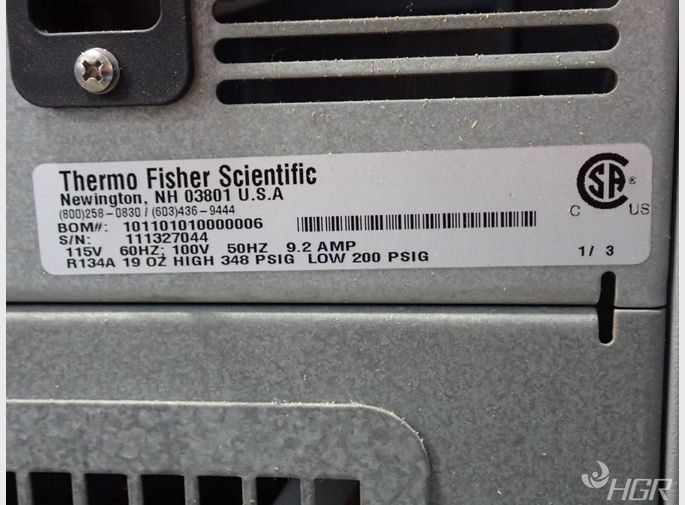 Thermo Fisher Scientific
Newington, NH 03801 U.S.A
(800)258-0830 / (603)436-9444
BOM#: 101101010000006
S/N: 111327044
115V 60HZ; 100V 50HZ 9.2 AMP
R134A 19 OZ HIGH 348 PSIG LOW 200 PSIG
CSA ®
C US
1/ 3
HGR